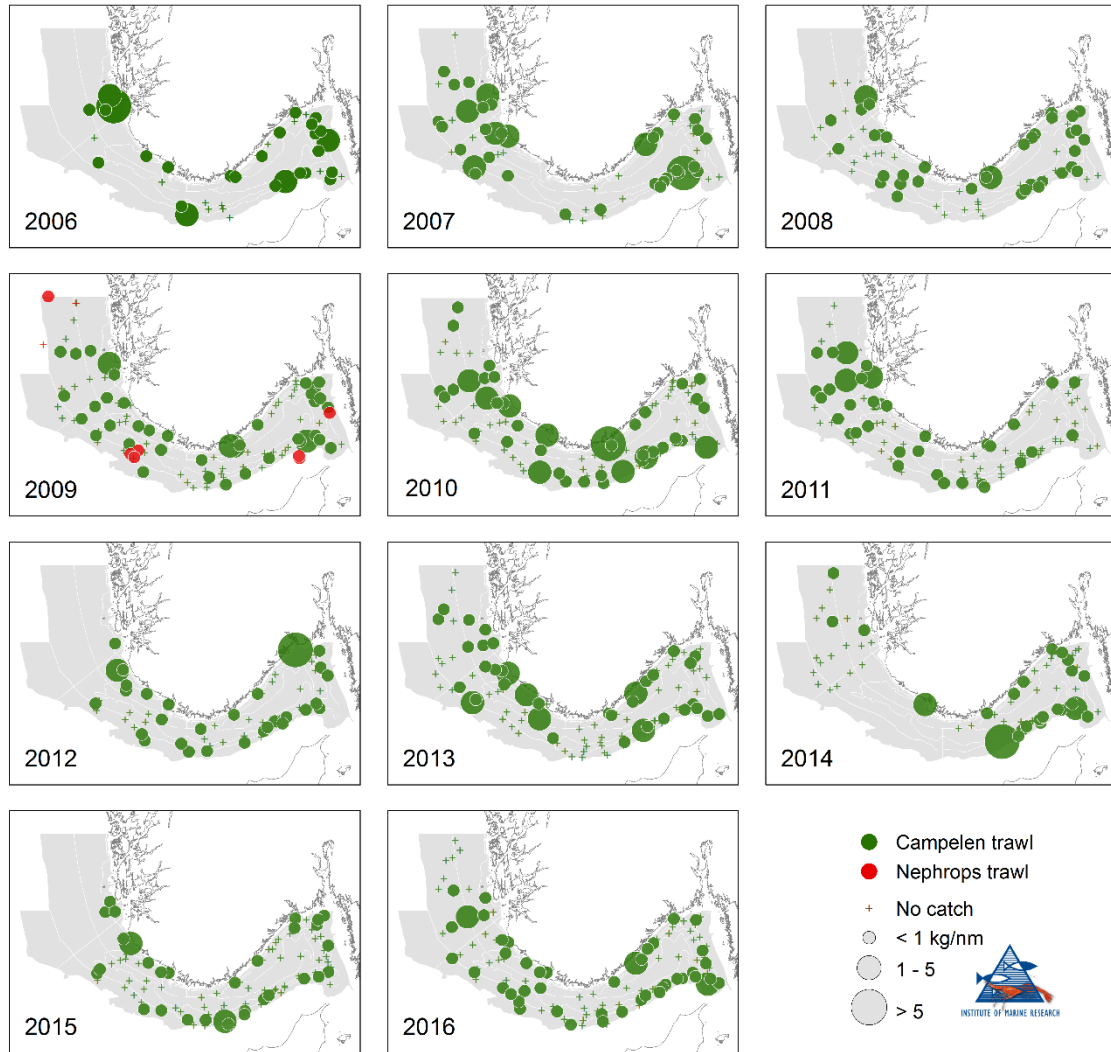 2006
2007
2008
2009
2010
2011
2012
2013
2014
2015
2016
Campelen trawl
Nephrops trawl
No catch
< 1 kg/nm
1 - 5
> 5
INSTITUTE OF MARINE RESEARCH